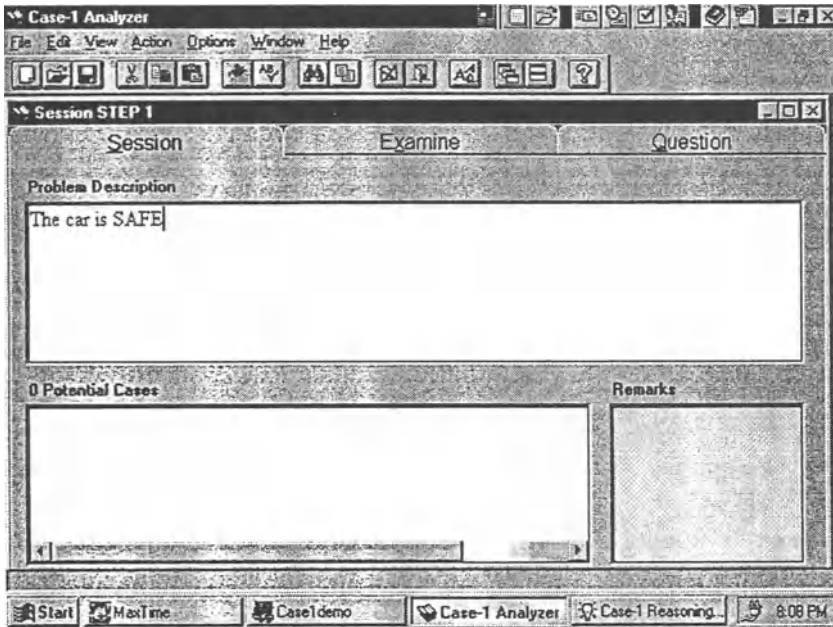 Case-1 Analyzer
File Edit View Action Options Window Help
Session STEP 1
Session Examine Question
Problem Description
The car is SAFE
0 Potential Cases Remarks
Start MaxTime Case1demo Case-1 Analyzer Case-1 Reasoning... 8:08 PM